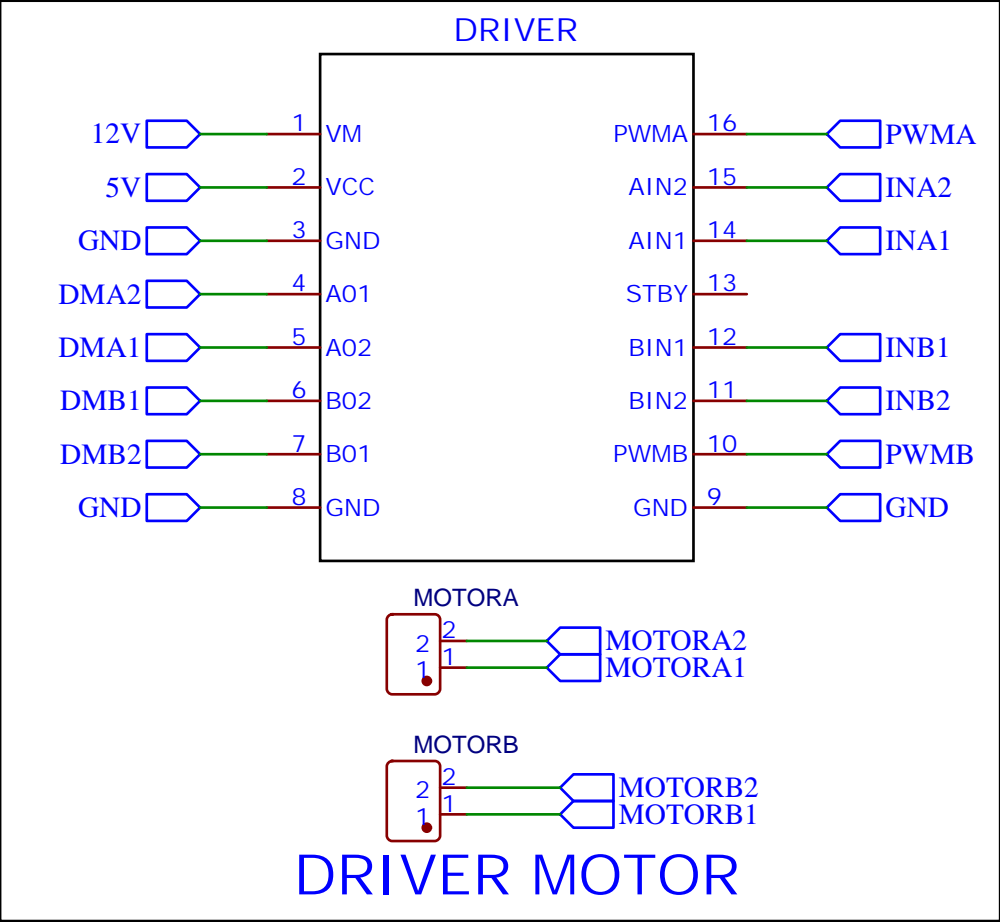 DRIVER
12V 1 VM PWMA 16 PWMA
5V 2 VCC AIN2 15 INA2
GND 3 GND AIN1 14 INA1
DMA2 4 A01 STBY 13
DMA1 5 A02 BIN1 12 INB1
DMB1 6 B02 BIN2 11 INB2
DMB2 7 B01 PWMB 10 PWMB
GND 8 GND GND 9 GND
MOTORA
2 2 MOTORA2
1 1 MOTORA1
MOTORB
2 2 MOTORB2
1 1 MOTORB1
DRIVER MOTOR